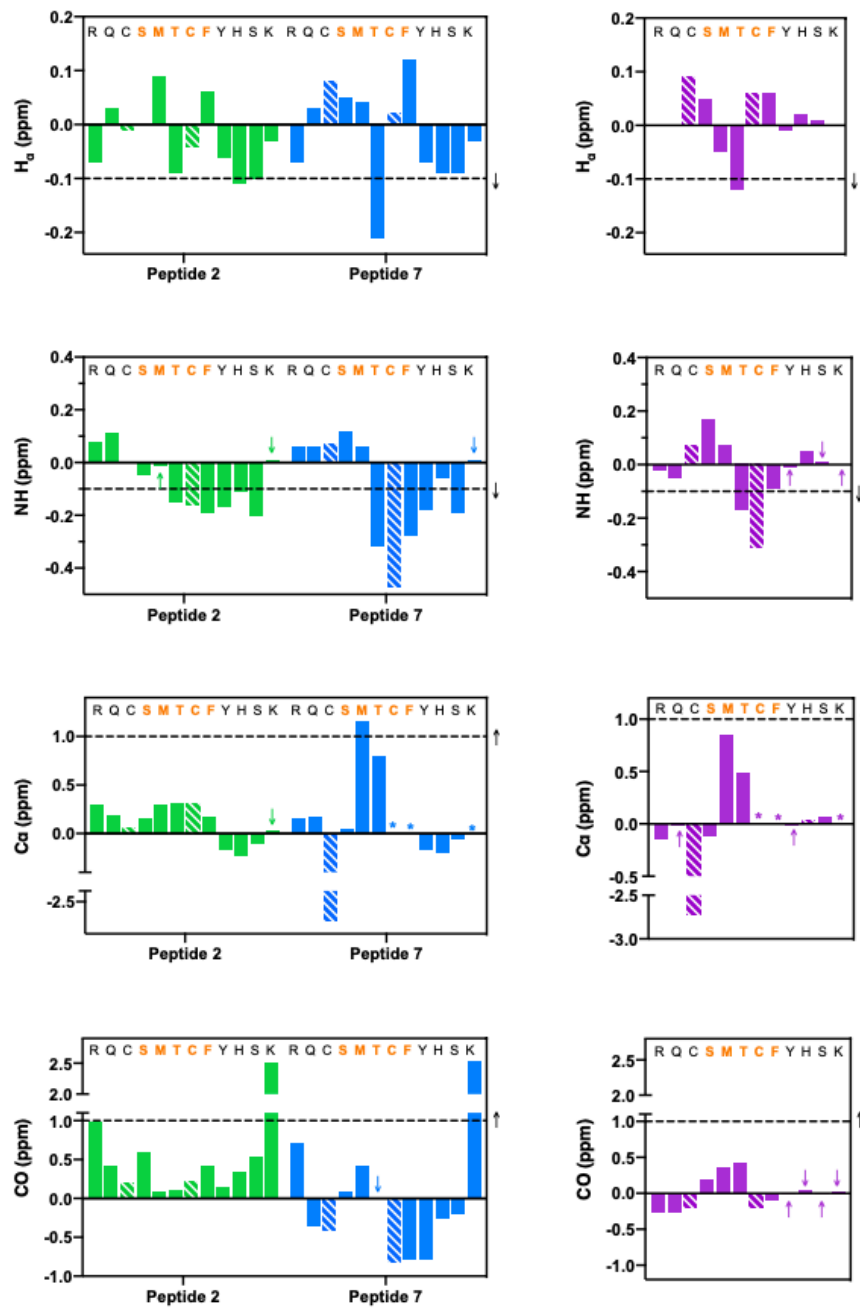 0.2
R Q C S M T C F Y H S K R Q C S M T C F Y H S K
0.1
0.0
-0.1
-0.2
Hα (ppm)
↓
Peptide 2 Peptide 7
0.2
R Q C S M T C F Y H S K
0.1
0.0
-0.1
-0.2
Hα (ppm)
↓
0.4
R Q C S M T C F Y H S K R Q C S M T C F Y H S K
0.2
0.0
-0.2
-0.4
NH (ppm)
↓ ↑ ↓ ↓
Peptide 2 Peptide 7
0.4
R Q C S M T C F Y H S K
0.2
0.0
-0.2
-0.4
NH (ppm)
↑ ↓ ↑ ↓
R Q C S M T C F Y H S K R Q C S M T C F Y H S K
1.0
0.5
0.0
-2.5
Cα (ppm)
↓ * * * ↑
Peptide 2 Peptide 7
R Q C S M T C F Y H S K
1.0
0.5
0.0
-0.5
-2.5
-3.0
Cα (ppm)
↑ * * ↑ *
R Q C S M T C F Y H S K R Q C S M T C F Y H S K
2.5
2.0
1.0
0.5
0.0
-0.5
-1.0
CO (ppm)
↓ ↑
Peptide 2 Peptide 7
R Q C S M T C F Y H S K
2.5
2.0
1.0
0.5
0.0
-0.5
-1.0
CO (ppm)
↑ ↓ ↑ ↓ ↑